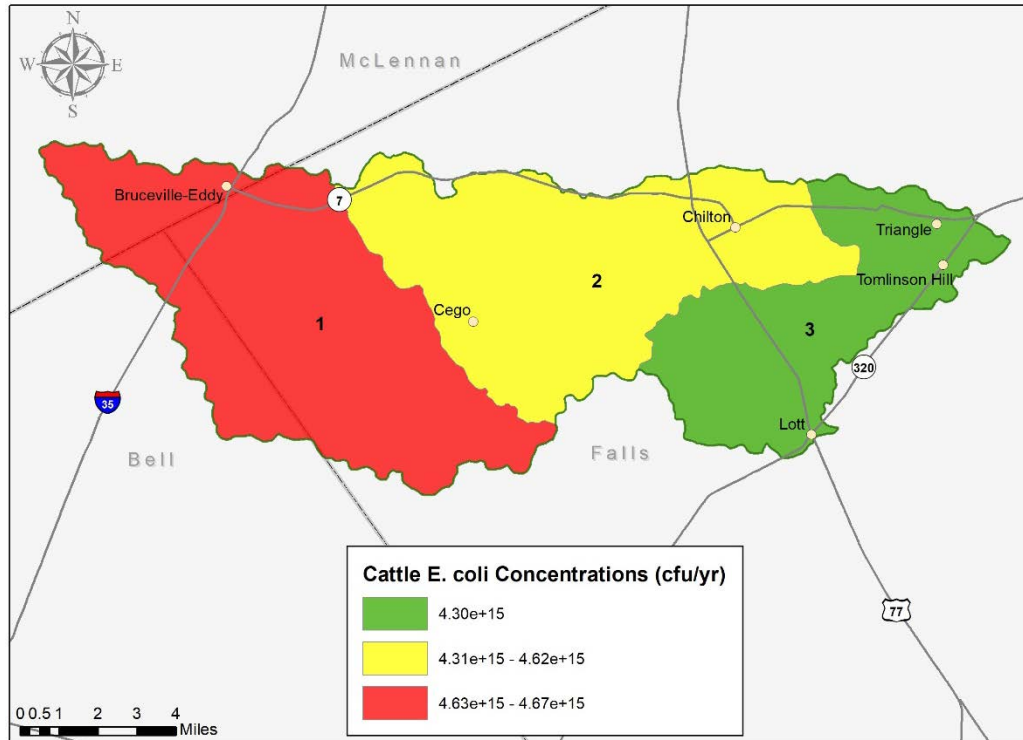 N
W E
S
McLennan
Bruceville-Eddy
7
Chilton
Triangle
Tomlinson Hill
2
Cego
1
3
320
35
Lott
Bell
Falls
Cattle E. coli Concentrations (cfu/yr)
4.30e+15
4.31e+15 - 4.62e+15
4.63e+15 - 4.67e+15
77
0 0.5 1 2 3 4
Miles